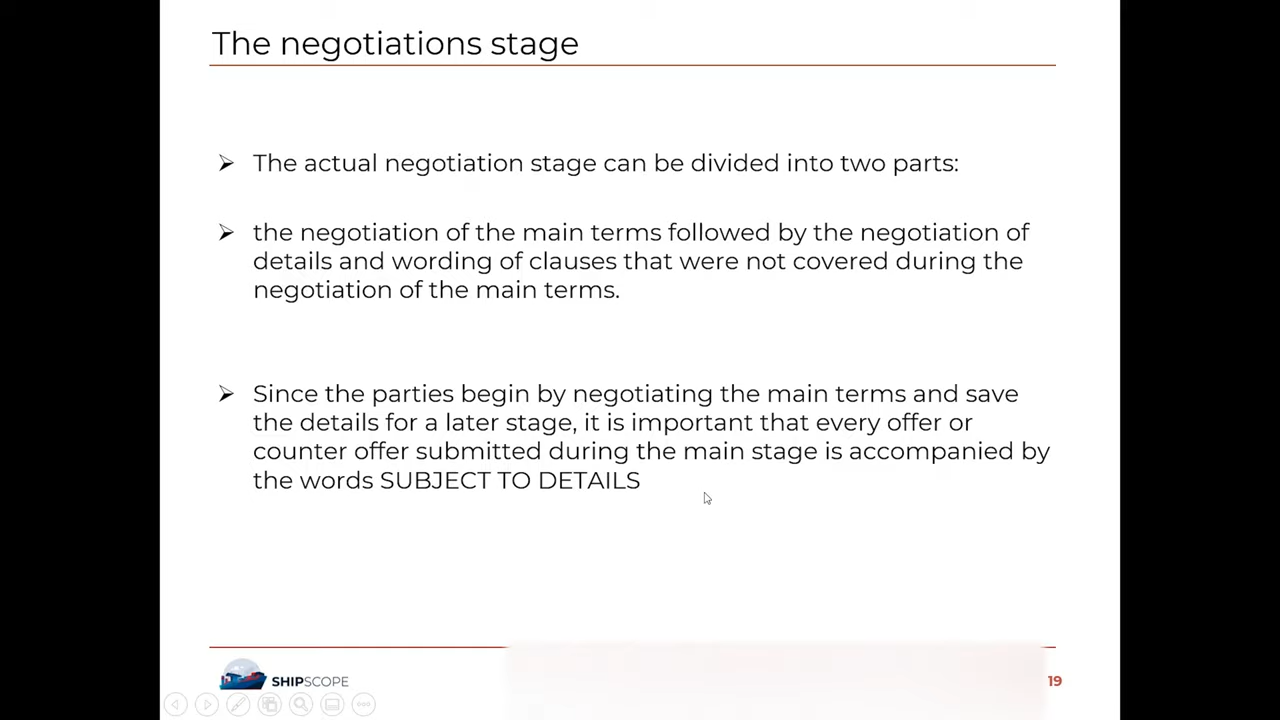 The negotiations stage
➢ The actual negotiation stage can be divided into two parts:
➢ the negotiation of the main terms followed by the negotiation of
details and wording of clauses that were not covered during the
negotiation of the main terms.
➢ Since the parties begin by negotiating the main terms and save
the details for a later stage, it is important that every offer or
counter offer submitted during the main stage is accompanied by
the words SUBJECT TO DETAILS
SHIPSCOPE
19